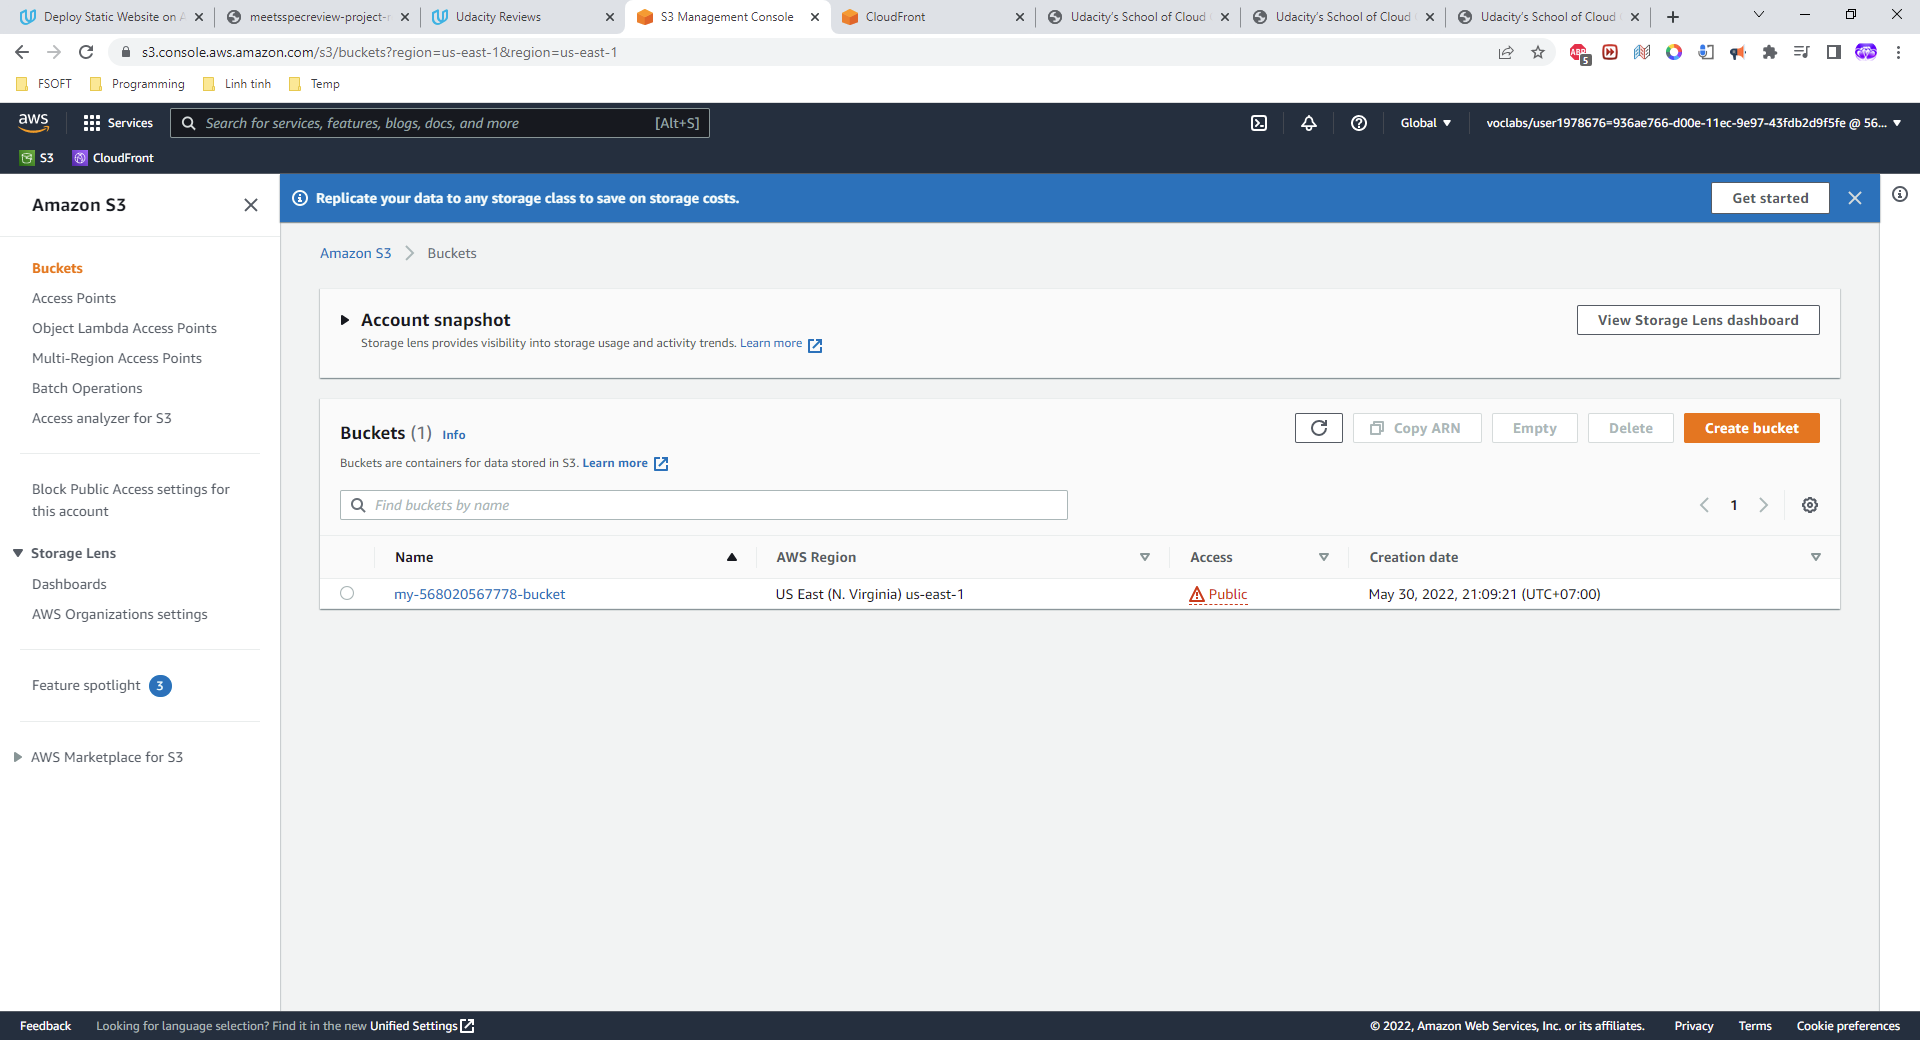 Deploy Static Website on A
meetsspecreview-project-r
Udacity Reviews
S3 Management Console
CloudFront
Udacity's School of Cloud
Udacity's School of Cloud
Udacity's School of Cloud
s3.console.aws.amazon.com/s3/buckets?region=us-east-1&region=us-east-1
ABP
5
FSOFT
Programming
Linh tinh
Temp
aws
Services
Search for services, features, blogs, docs, and more
[Alt+S]
Global
voclabs/user1978676=936ae766-d00e-11ec-9e97-43fdb2d9f5fe @ 56...
S3
CloudFront
Amazon S3
Replicate your data to any storage class to save on storage costs.
Get started
Buckets
Access Points
Object Lambda Access Points
Multi-Region Access Points
Batch Operations
Access analyzer for S3
Block Public Access settings for
this account
Storage Lens
Dashboards
AWS Organizations settings
Feature spotlight 3
AWS Marketplace for S3
Amazon S3
Buckets
Account snapshot
Storage lens provides visibility into storage usage and activity trends. Learn more
View Storage Lens dashboard
Buckets (1) Info
Buckets are containers for data stored in S3. Learn more
Copy ARN
Empty
Delete
Create bucket
Find buckets by name
1
Name
AWS Region
Access
Creation date
my-568020567778-bucket
US East (N. Virginia) us-east-1
Public
May 30, 2022, 21:09:21 (UTC+07:00)
Feedback
Looking for language selection? Find it in the new Unified Settings
© 2022, Amazon Web Services, Inc. or its affiliates.
Privacy
Terms
Cookie preferences